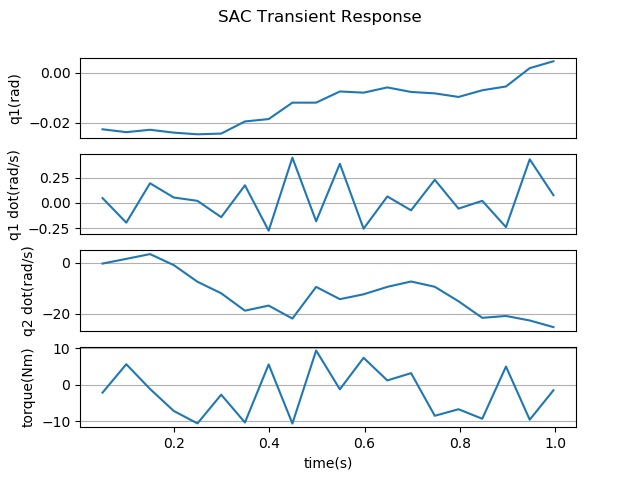 SAC Transient Response
q1(rad)
0.00
−0.02
q1 dot(rad/s)
0.25
0.00
−0.25
q2 dot(rad/s)
0
−20
torque(Nm)
10
0
−10
0.2 0.4 0.6 0.8 1.0
time(s)